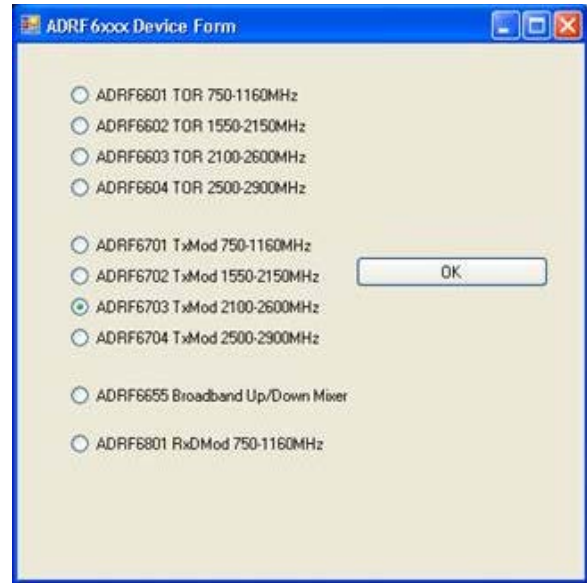 ADRF6xxx Device Form
ADRF6601 TOR 750-1160MHz
ADRF6602 TOR 1550-2150MHz
ADRF6603 TOR 2100-2600MHz
ADRF6604 TOR 2500-2900MHz
ADRF6701 TxMod 750-1160MHz
ADRF6702 TxMod 1550-2150MHz
OK
ADRF6703 TxMod 2100-2600MHz
ADRF6704 TxMod 2500-2900MHz
ADRF6655 Broadband Up/Down Mixer
ADRF6801 RxDMod 750-1160MHz